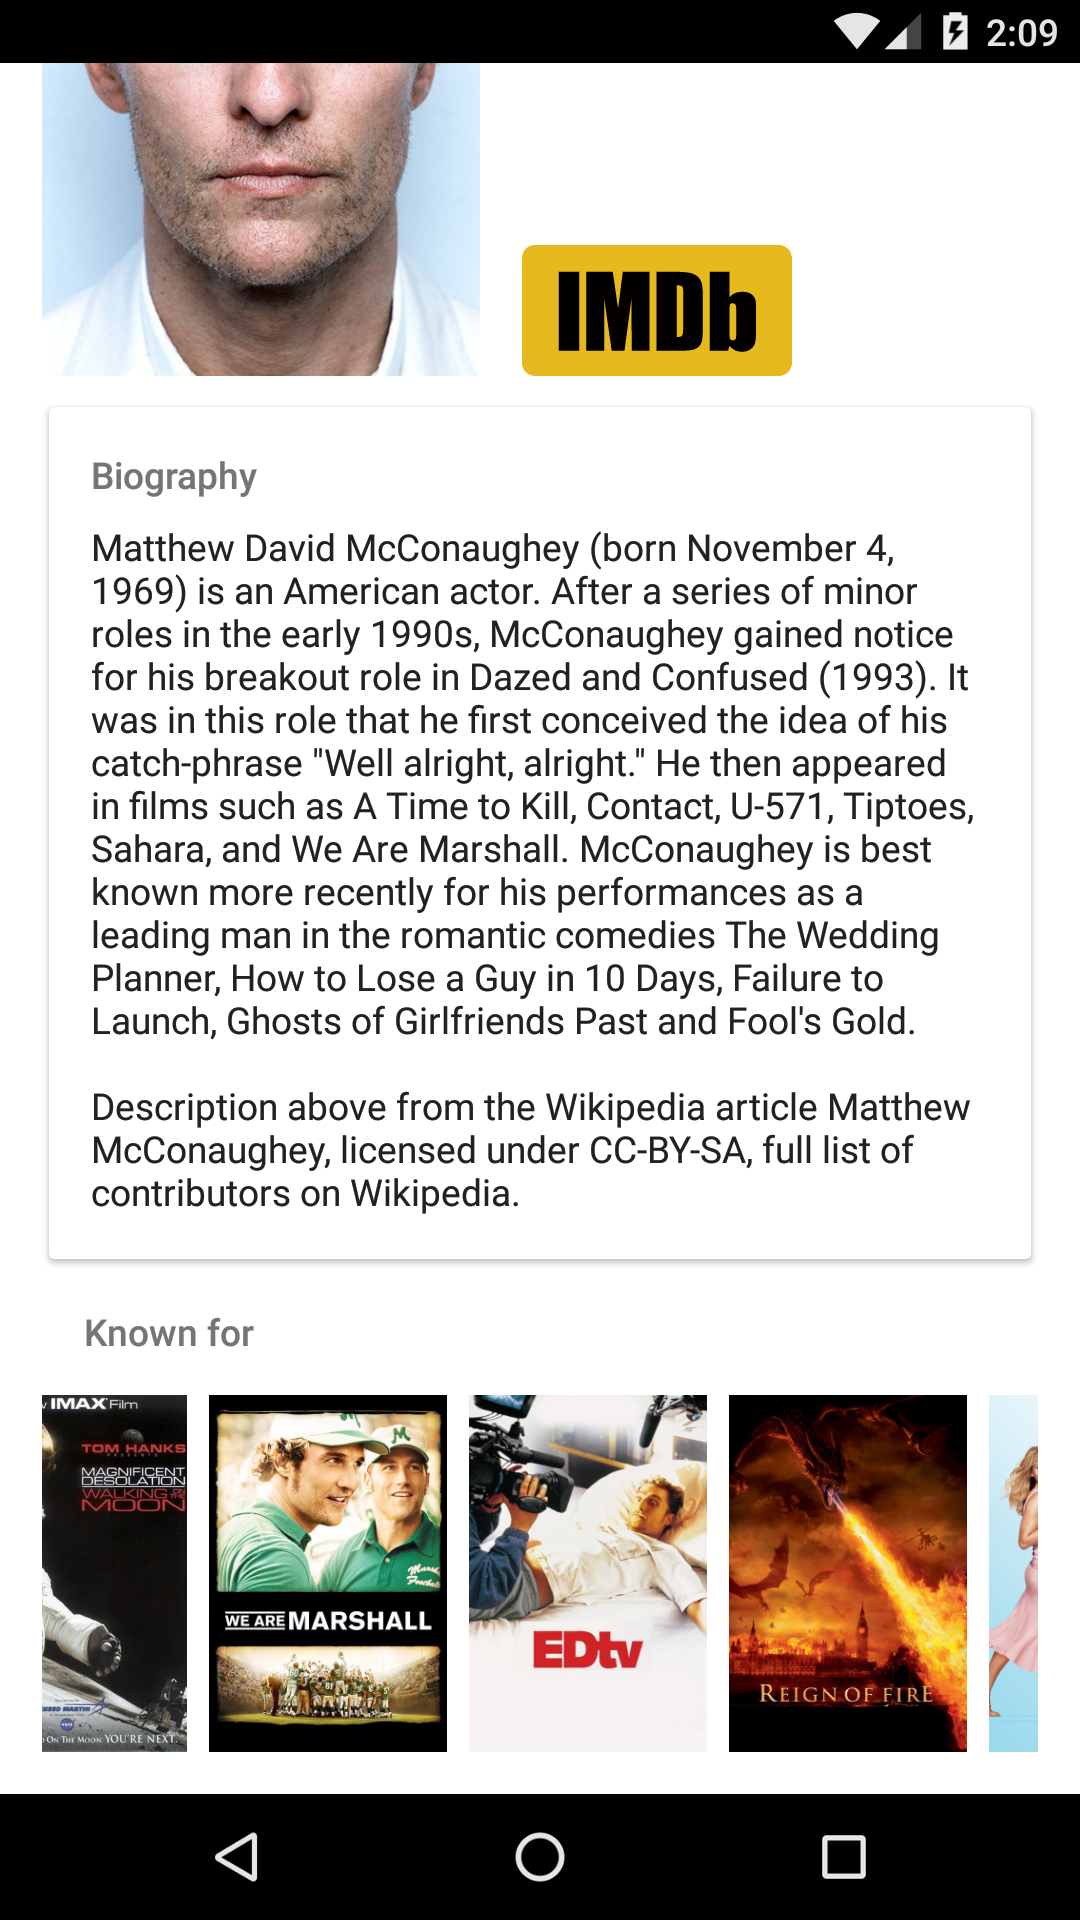 2:09
IMDb
Biography
Matthew David McConaughey (born November 4,
1969) is an American actor. After a series of minor
roles in the early 1990s, McConaughey gained notice
for his breakout role in Dazed and Confused (1993). It
was in this role that he first conceived the idea of his
catch-phrase "Well alright, alright." He then appeared
in films such as A Time to Kill, Contact, U-571, Tiptoes,
Sahara, and We Are Marshall. McConaughey is best
known more recently for his performances as a
leading man in the romantic comedies The Wedding
Planner, How to Lose a Guy in 10 Days, Failure to
Launch, Ghosts of Girlfriends Past and Fool's Gold.
Description above from the Wikipedia article Matthew
McConaughey, licensed under CC-BY-SA, full list of
contributors on Wikipedia.
Known for
IMAX Film
TOM HANKS
PRESENTS
MAGNIFICENT
DESOLATION
WALKING ON THE
MOON
HEED MARTIN
NASA
ON THE MOON. YOU'RE NEXT.
M
M
Football
WE ARE MARSHALL
EDtv
REIGN OF FIRE